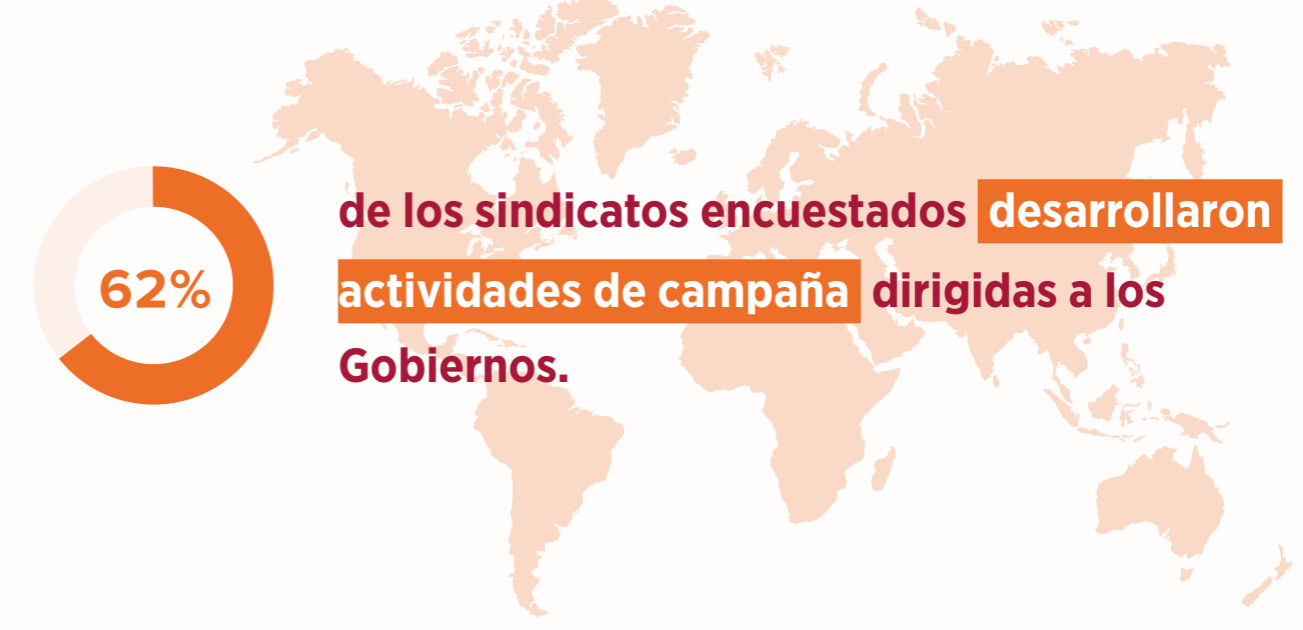 62%
de los sindicatos encuestados desarrollaron
actividades de campaña dirigidas a los
Gobiernos.